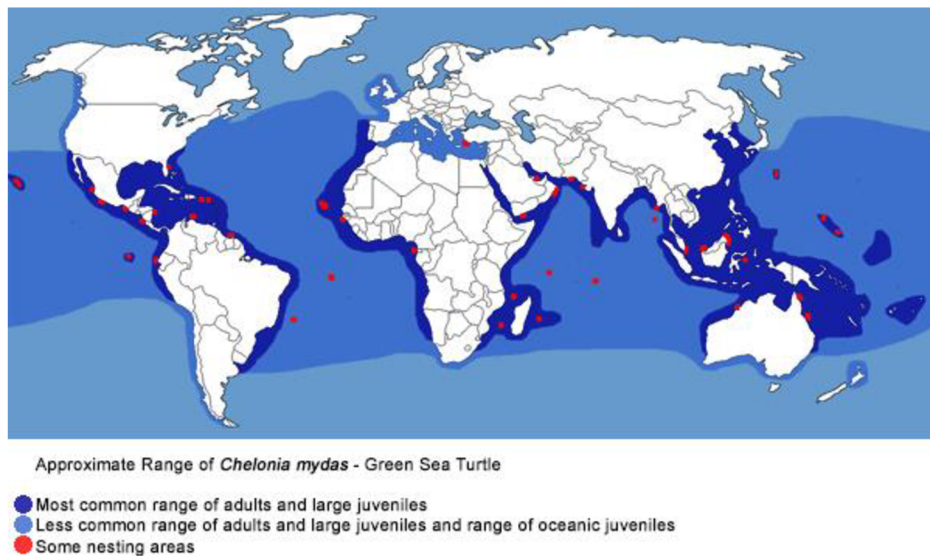 Approximate Range of Chelonia mydas - Green Sea Turtle
Most common range of adults and large juveniles
Less common range of adults and large juveniles and range of oceanic juveniles
Some nesting areas